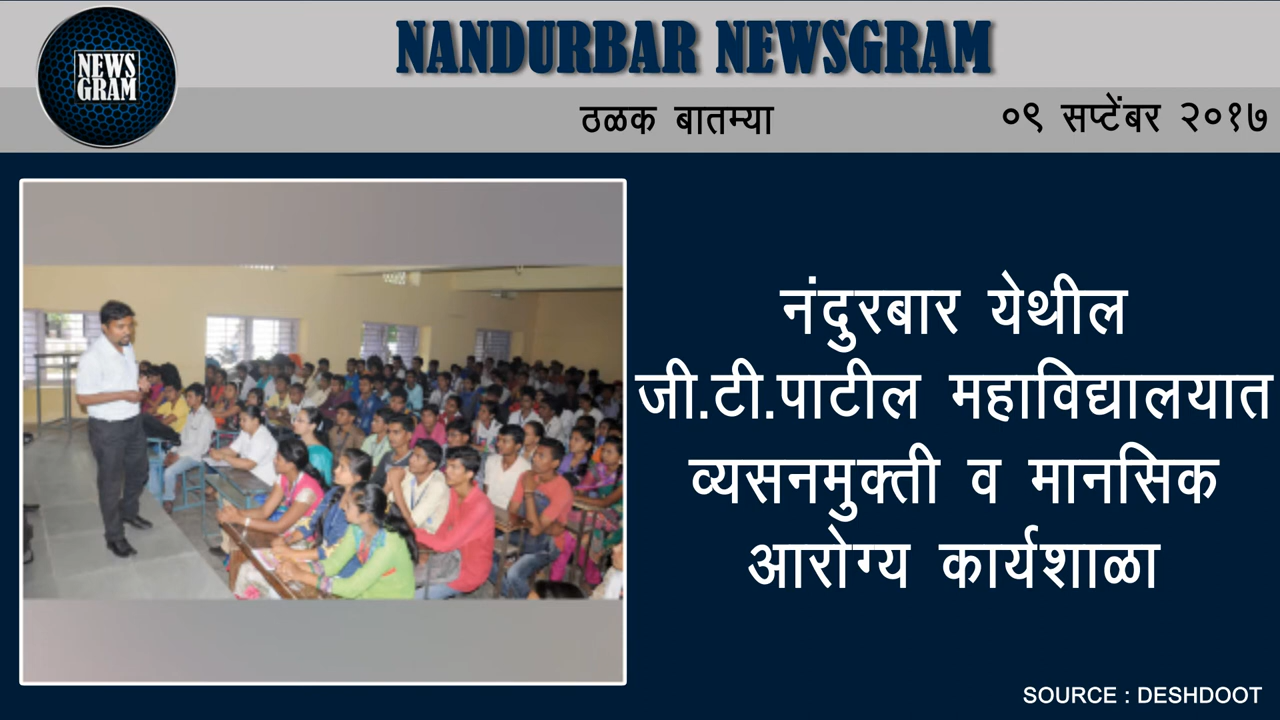 NEWS
GRAM
NANDURBAR NEWSGRAM
ठळक बातम्या
०९ सप्टेंबर २०१७
नंदुरबार येथील
जी.टी.पाटील महाविद्यालयात
व्यसनमुक्ती व मानसिक
आरोग्य कार्यशाळा
SOURCE : DESHDOOT